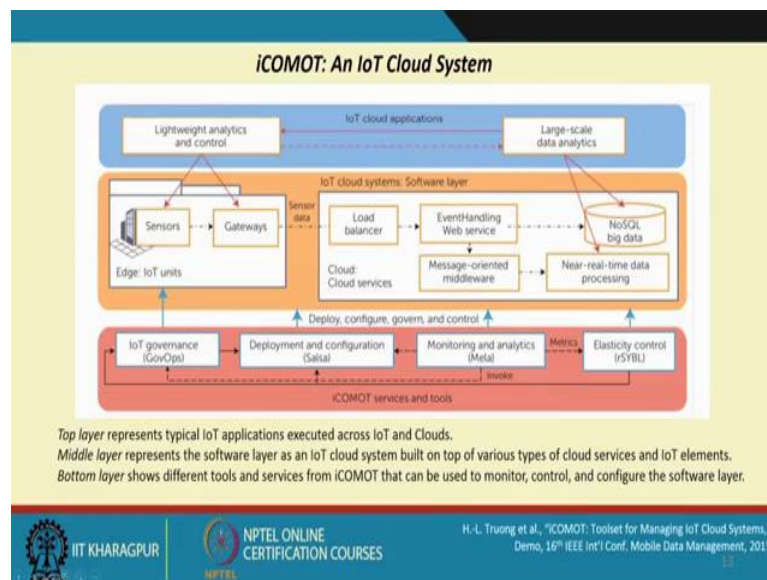 iCOMOT: An IoT Cloud System
IoT cloud applications
Lightweight analytics
and control
Large-scale
data analytics
IoT cloud systems: Software layer
Sensors
Gateways
Sensor
data
Edge: IoT units
Load
balancer
EventHandling
Web service
NoSQL
big data
Cloud:
Cloud services
Message-oriented
middleware
Near-real-time data
processing
Deploy, configure, govern, and control
IoT governance
(GovOps)
Deployment and configuration
(Salsa)
Monitoring and analytics
(Mela)
Metrics
Elasticity control
(rSYBL)
Invoke
iCOMOT services and tools
Top layer represents typical IoT applications executed across IoT and Clouds.
Middle layer represents the software layer as an IoT cloud system built on top of various types of cloud services and IoT elements.
Bottom layer shows different tools and services from iCOMOT that can be used to monitor, control, and configure the software layer.
IIT KHARAGPUR
NPTEL
NPTEL ONLINE
CERTIFICATION COURSES
H.-L. Truong et al., "iCOMOT: Toolset for Managing IoT Cloud Systems,
Demo, 16th IEEE Int'l Conf. Mobile Data Management, 201
13